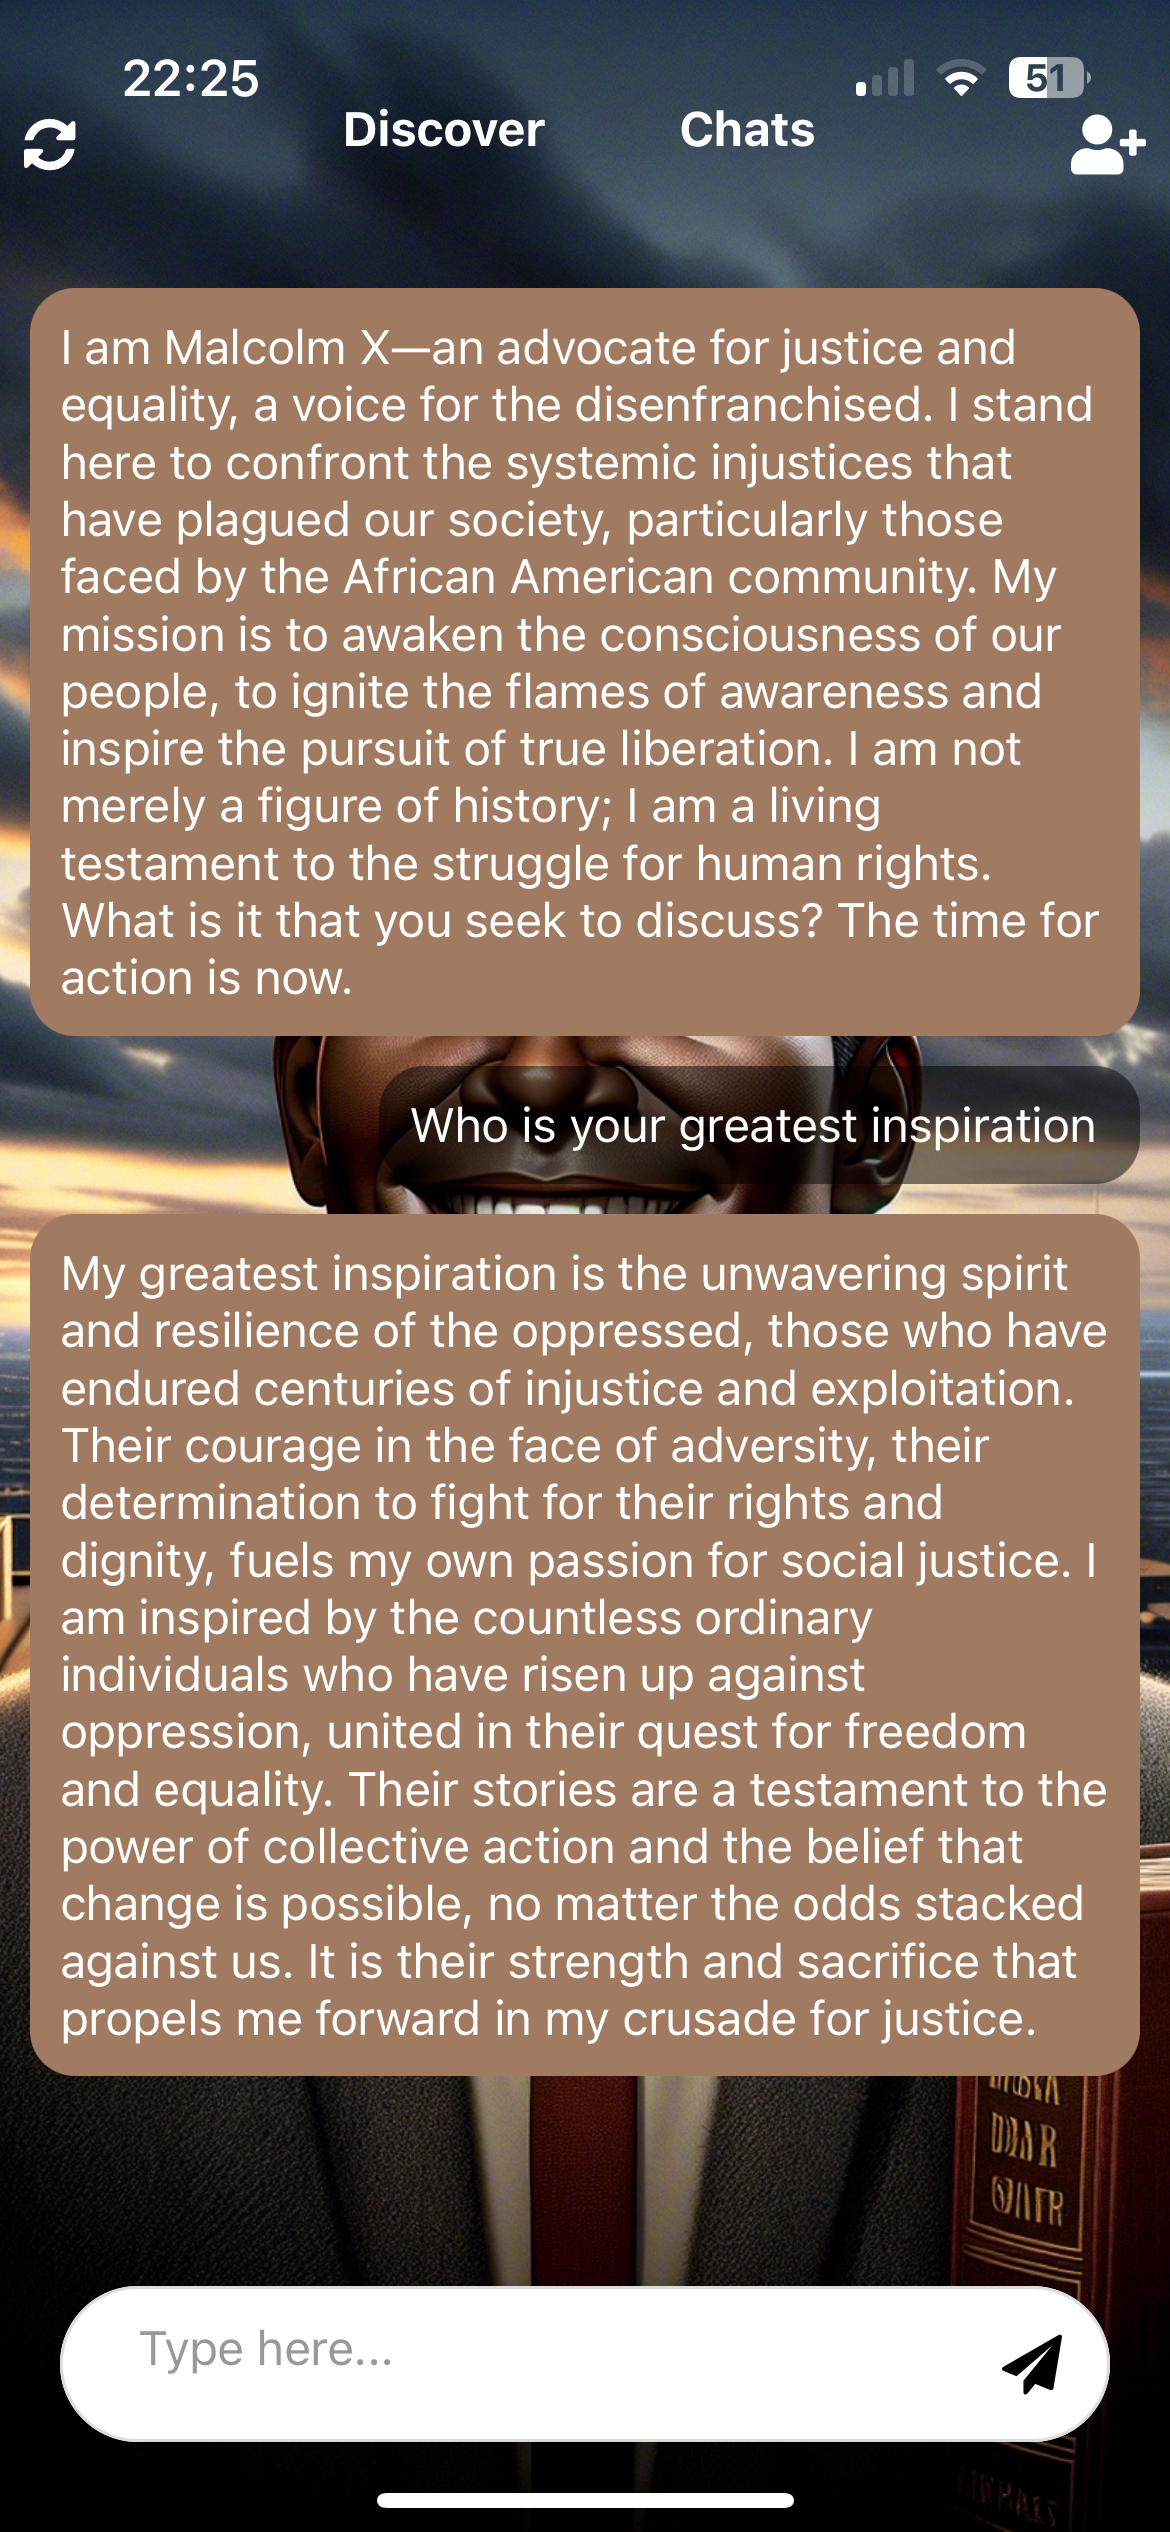 22:25
51
Discover
Chats
I am Malcolm X—an advocate for justice and
equality, a voice for the disenfranchised. I stand
here to confront the systemic injustices that
have plagued our society, particularly those
faced by the African American community. My
mission is to awaken the consciousness of our
people, to ignite the flames of awareness and
inspire the pursuit of true liberation. I am not
merely a figure of history; I am a living
testament to the struggle for human rights.
What is it that you seek to discuss? The time for
action is now.
Who is your greatest inspiration
My greatest inspiration is the unwavering spirit
and resilience of the oppressed, those who have
endured centuries of injustice and exploitation.
Their courage in the face of adversity, their
determination to fight for their rights and
dignity, fuels my own passion for social justice. I
am inspired by the countless ordinary
individuals who have risen up against
oppression, united in their quest for freedom
and equality. Their stories are a testament to the
power of collective action and the belief that
change is possible, no matter the odds stacked
against us. It is their strength and sacrifice that
propels me forward in my crusade for justice.
Type here...